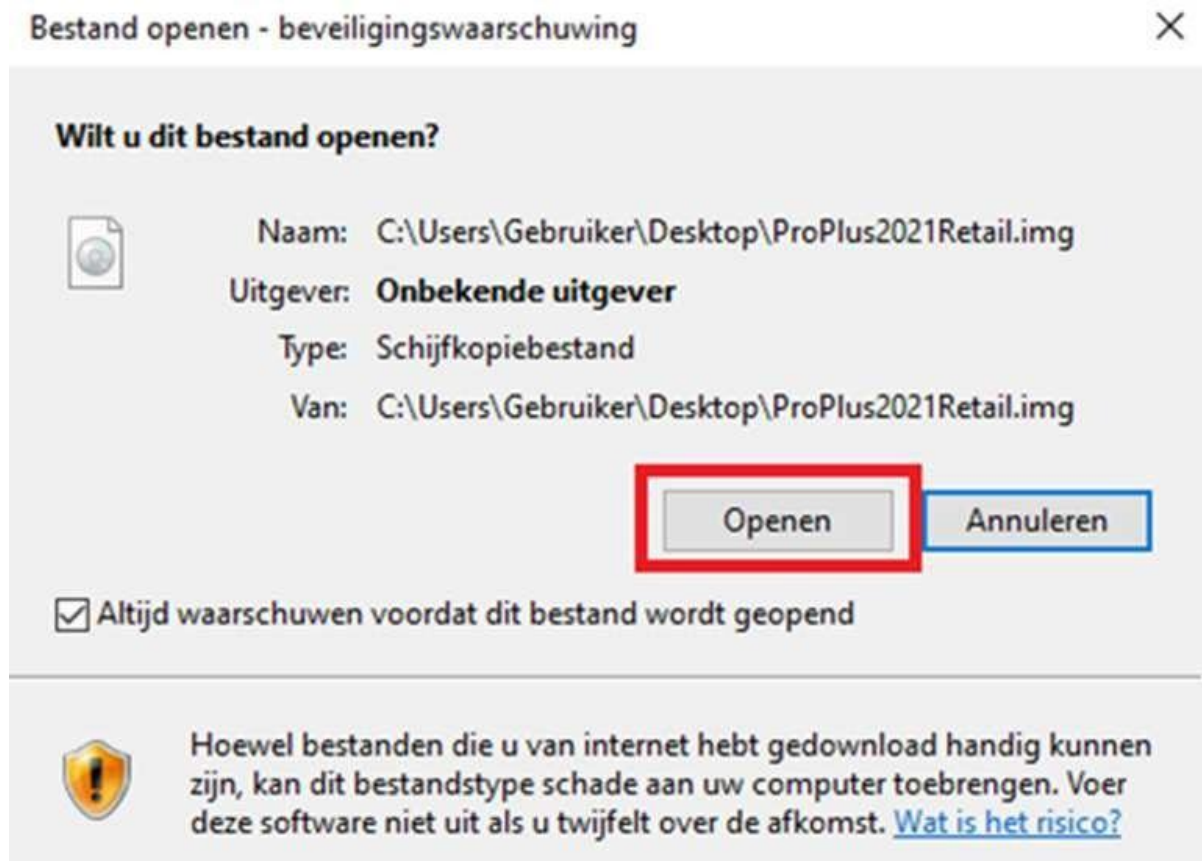 Bestand openen - beveiligingswaarschuwing
Wilt u dit bestand openen?
Naam: C:\Users\Gebruiker\Desktop\ProPlus2021Retail.img
Uitgever: Onbekende uitgever
Type: Schijfkopiebestand
Van: C:\Users\Gebruiker\Desktop\ProPlus2021Retail.img
Openen Annuleren
Altijd waarschuwen voordat dit bestand wordt geopend
Hoewel bestanden die u van internet hebt gedownload handig kunnen
zijn, kan dit bestandstype schade aan uw computer toebrengen. Voer
deze software niet uit als u twijfelt over de afkomst. Wat is het risico?